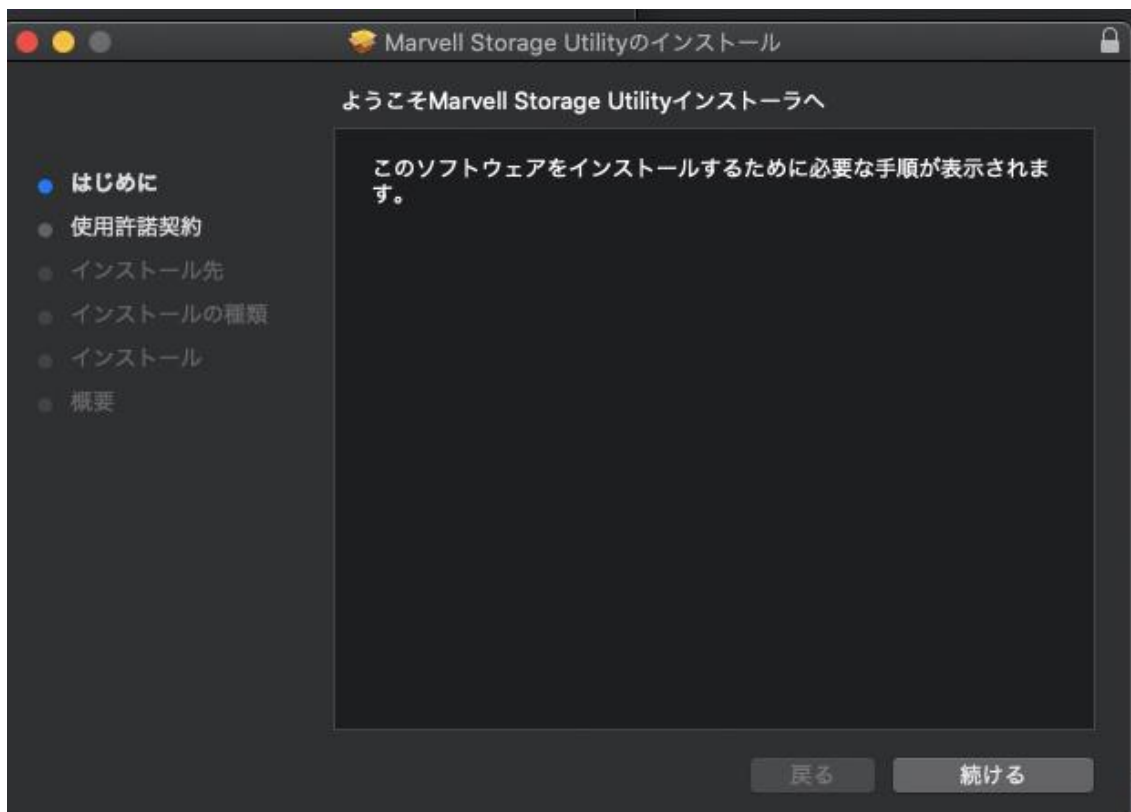 Marvell Storage Utilityのインストール
ようこそMarvell Storage Utilityインストーラへ
はじめに
使用許諾契約
インストール先
インストールの種類
インストール
概要
このソフトウェアをインストールするために必要な手順が表示されま
す。
戻る
続ける